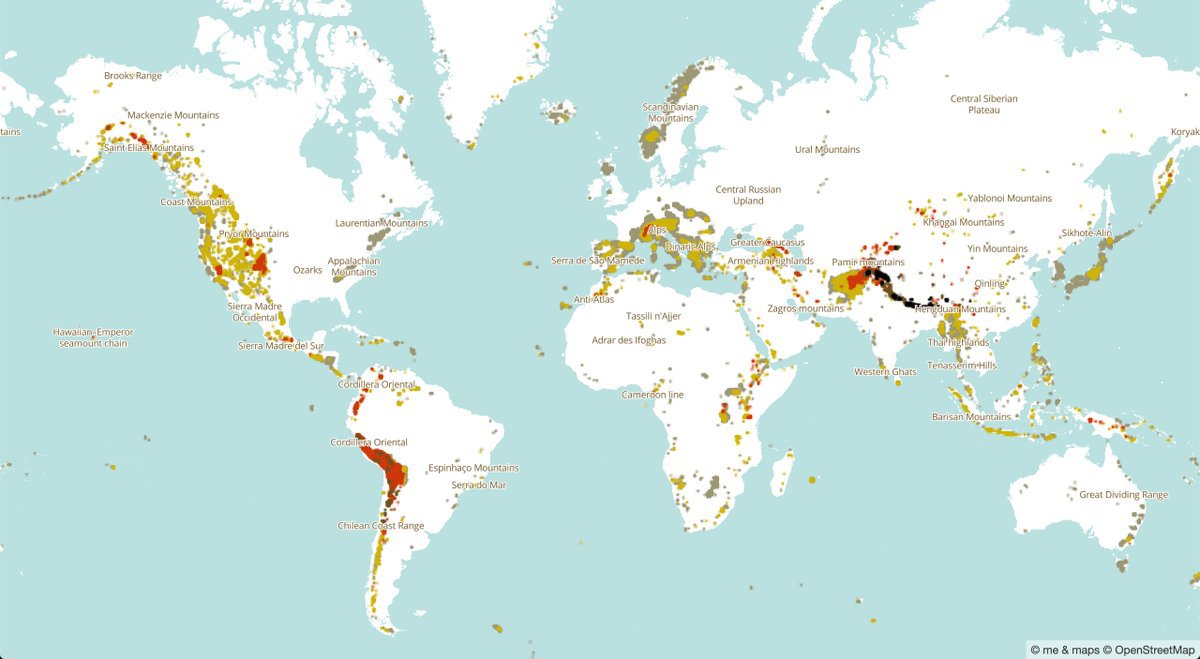 Brooks Range
Mackenzie Mountains
tains
Saint Elias Mountains
Coast Mountains
Pryor Mountains
Laurentian Mountains
Ozarks
Appalachian
Mountains
Sierra Madre
Occidental
Hawaiian-Emperor
seamount chain
Sierra Madre del Sur
Cordillera Oriental
Cordillera Oriental
Espinhaço Mountains
Serra do Mar
Chilean Coast Range
Scandinavian
Mountains
Central Siberian
Plateau
Koryak
Ural Mountains
Central Russian
Upland
Yablonoi Mountains
Khangai Mountains
Sikhote-Alin
Alps
Dinaric Alps
Greater Caucasus
Yin Mountains
Serra de São Mamede
Armenian Highlands
Pamir mountains
Qinling
Anti-Atlas
Zagros mountains
Hengduan Mountains
Tassili n'Ajjer
Adrar des Ifoghas
Thai highlands
Western Ghats
Tenasserim Hills
Cameroon line
Barisan Mountains
Great Dividing Range
© me & maps © OpenStreetMap